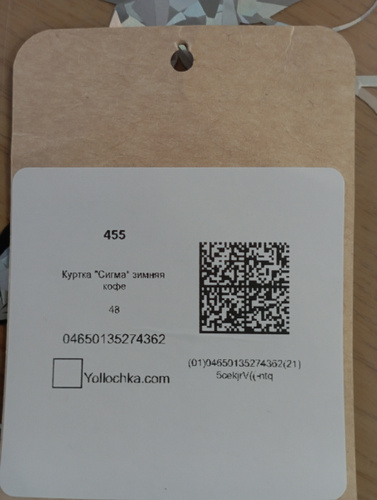 455
Куртка "Сигма" зимняя
кофе
48
04650135274362
Yollochka.com
(01)04650135274362(21)